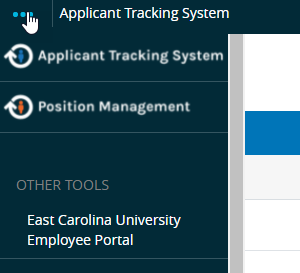 Applicant Tracking System
Applicant Tracking System
Position Management
OTHER TOOLS
East Carolina University
Employee Portal